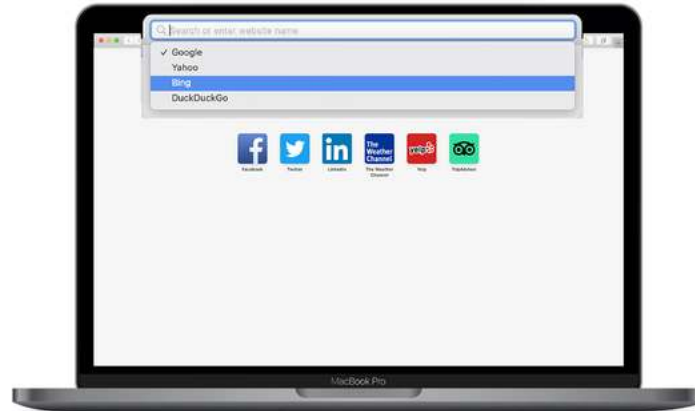 Search or enter website name
✓ Google
Yahoo
Bing
DuckDuckGo
f
in
The
Weather
Channel
yelp
Facebook
Twitter
LinkedIn
The Weather
Channel
Yelp
TripAdvisor
MacBook Pro